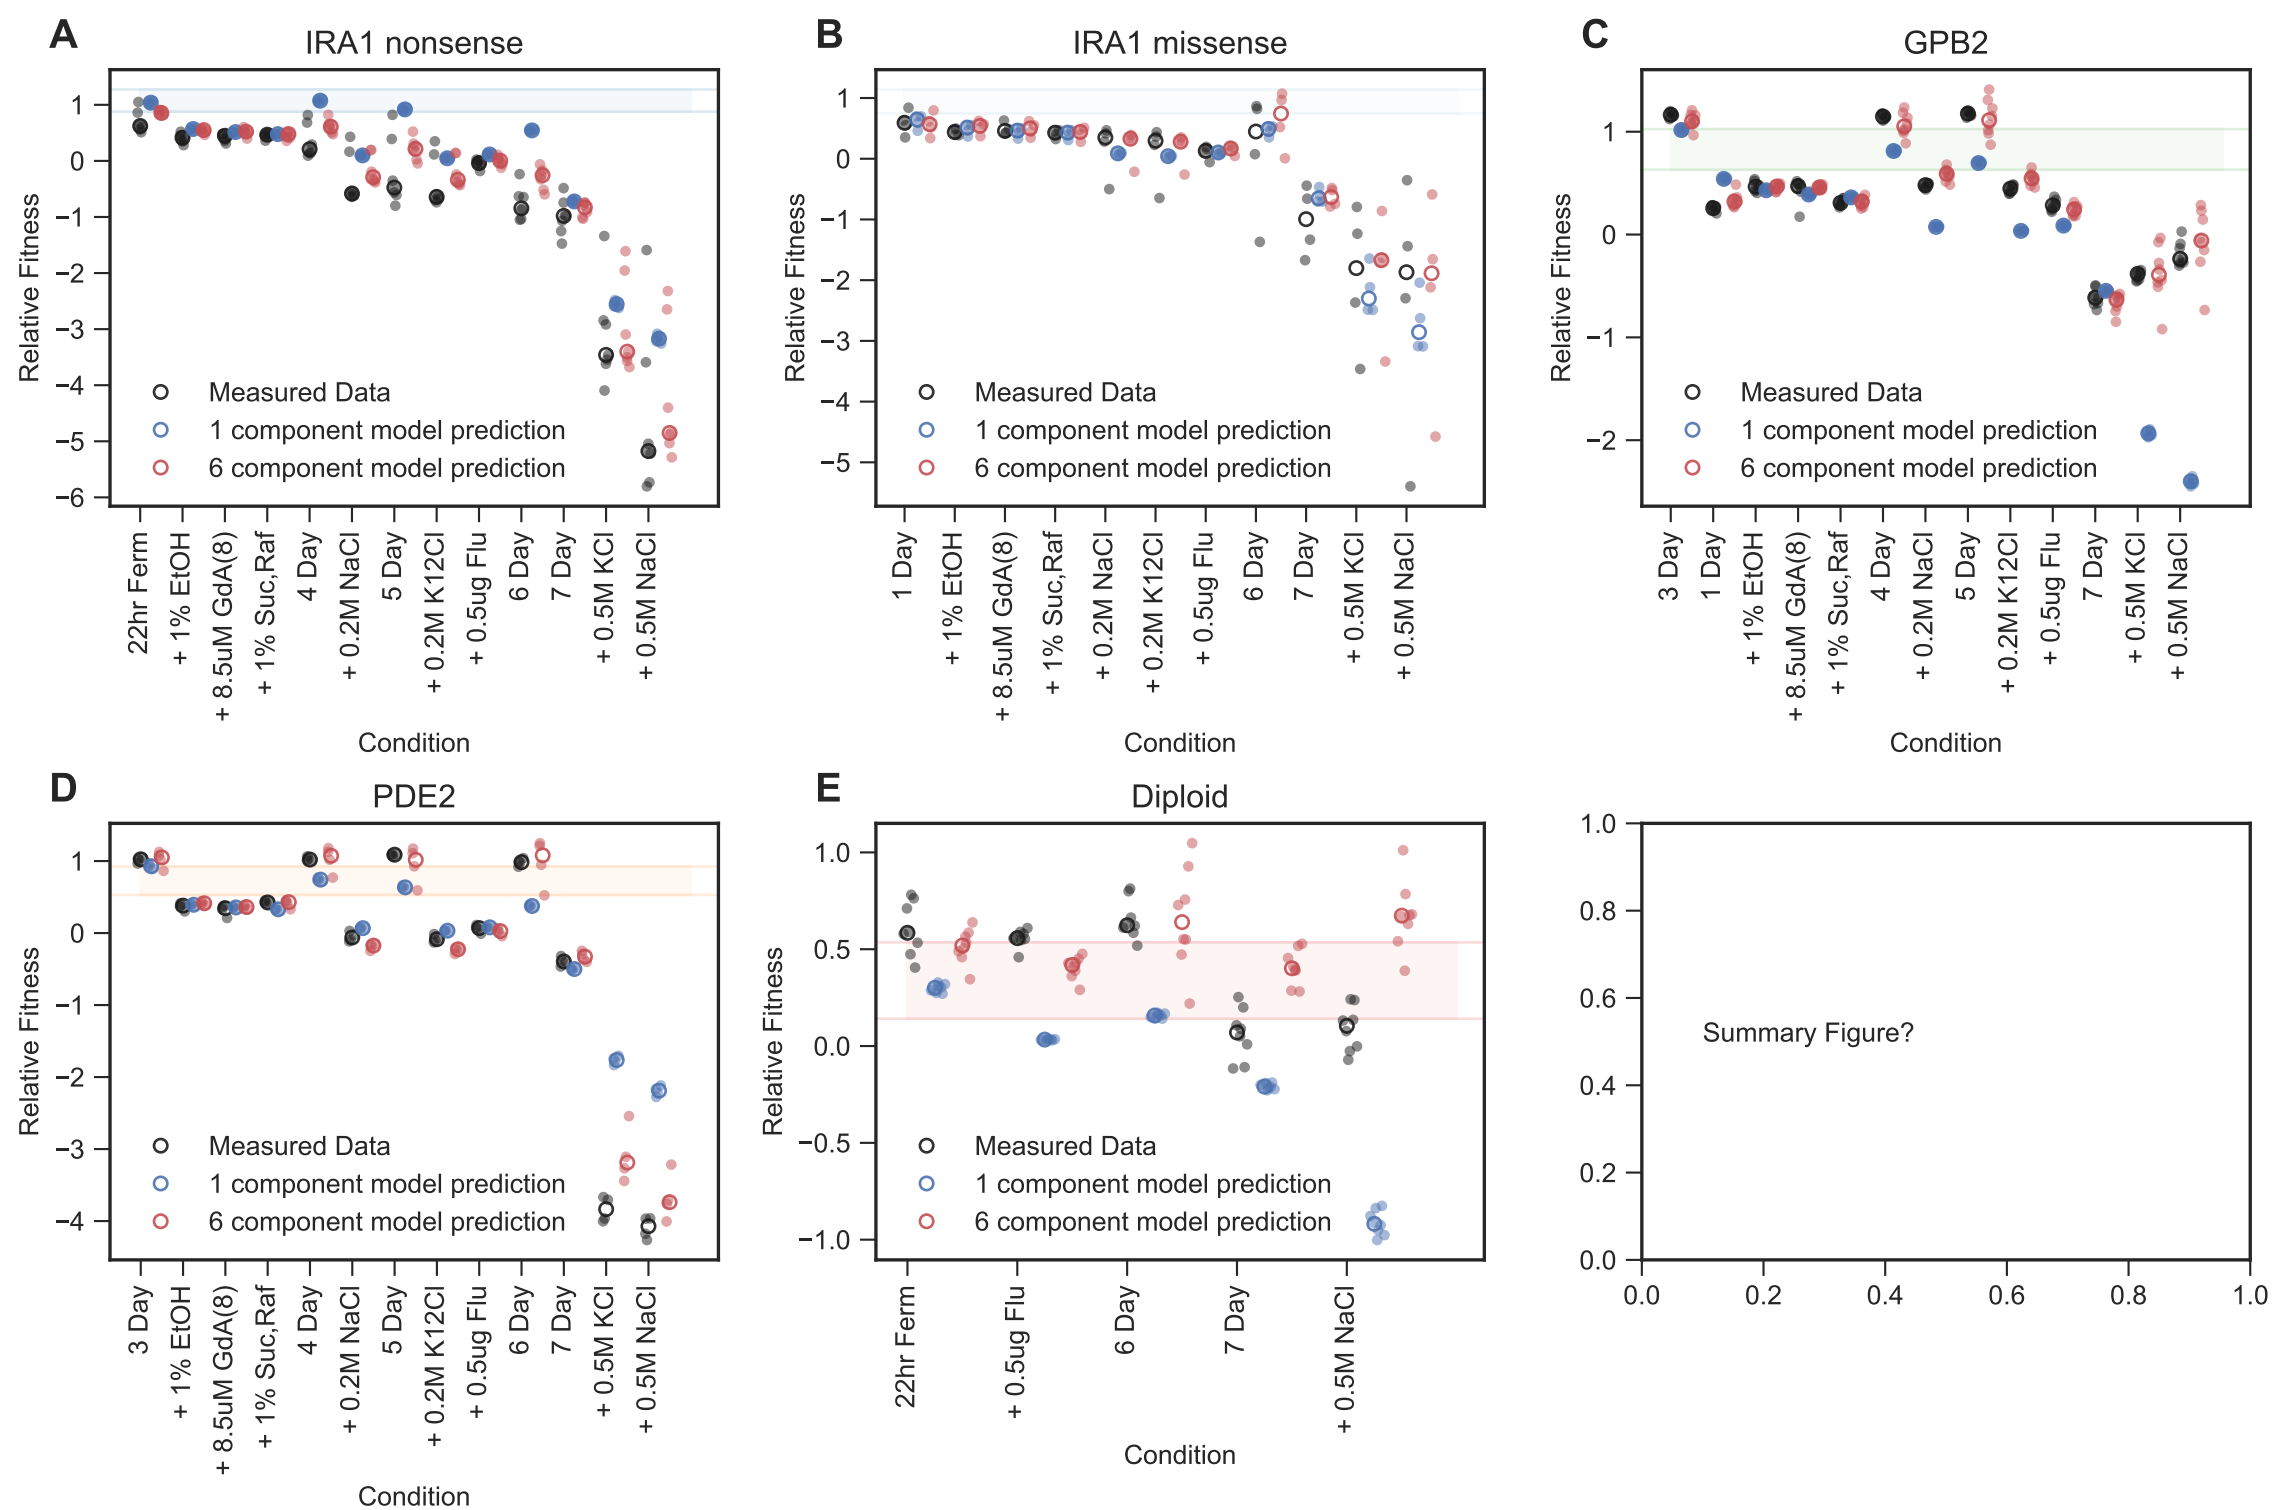 A
IRA1 nonsense
1
0
−1
−2
−3
−4
−5
−6
Relative Fitness
Measured Data
1 component model prediction
6 component model prediction
22hr Ferm
+ 1% EtOH
+ 8.5uM GdA(8)
+ 1% Suc,Raf
4 Day
+ 0.2M NaCl
5 Day
+ 0.2M K12Cl
+ 0.5ug Flu
6 Day
7 Day
+ 0.5M KCl
+ 0.5M NaCl
Condition
B
IRA1 missense
1
0
−1
−2
−3
−4
−5
Relative Fitness
Measured Data
1 component model prediction
6 component model prediction
1 Day
+ 1% EtOH
+ 8.5uM GdA(8)
+ 1% Suc,Raf
+ 0.2M NaCl
+ 0.2M K12Cl
+ 0.5ug Flu
6 Day
7 Day
+ 0.5M KCl
+ 0.5M NaCl
Condition
C
GPB2
1
0
−1
−2
Relative Fitness
Measured Data
1 component model prediction
6 component model prediction
3 Day
1 Day
+ 1% EtOH
+ 8.5uM GdA(8)
+ 1% Suc,Raf
4 Day
+ 0.2M NaCl
5 Day
+ 0.2M K12Cl
+ 0.5ug Flu
7 Day
+ 0.5M KCl
+ 0.5M NaCl
Condition
D
PDE2
1
0
−1
−2
−3
−4
Relative Fitness
Measured Data
1 component model prediction
6 component model prediction
3 Day
+ 1% EtOH
+ 8.5uM GdA(8)
+ 1% Suc,Raf
4 Day
+ 0.2M NaCl
5 Day
+ 0.2M K12Cl
+ 0.5ug Flu
6 Day
7 Day
+ 0.5M KCl
+ 0.5M NaCl
Condition
E
Diploid
1.0
0.5
0.0
−0.5
−1.0
Relative Fitness
Measured Data
1 component model prediction
6 component model prediction
22hr Ferm
+ 0.5ug Flu
6 Day
7 Day
+ 0.5M NaCl
Condition
1.0
0.8
0.6
0.4
0.2
0.0
Summary Figure?
0.0
0.2
0.4
0.6
0.8
1.0